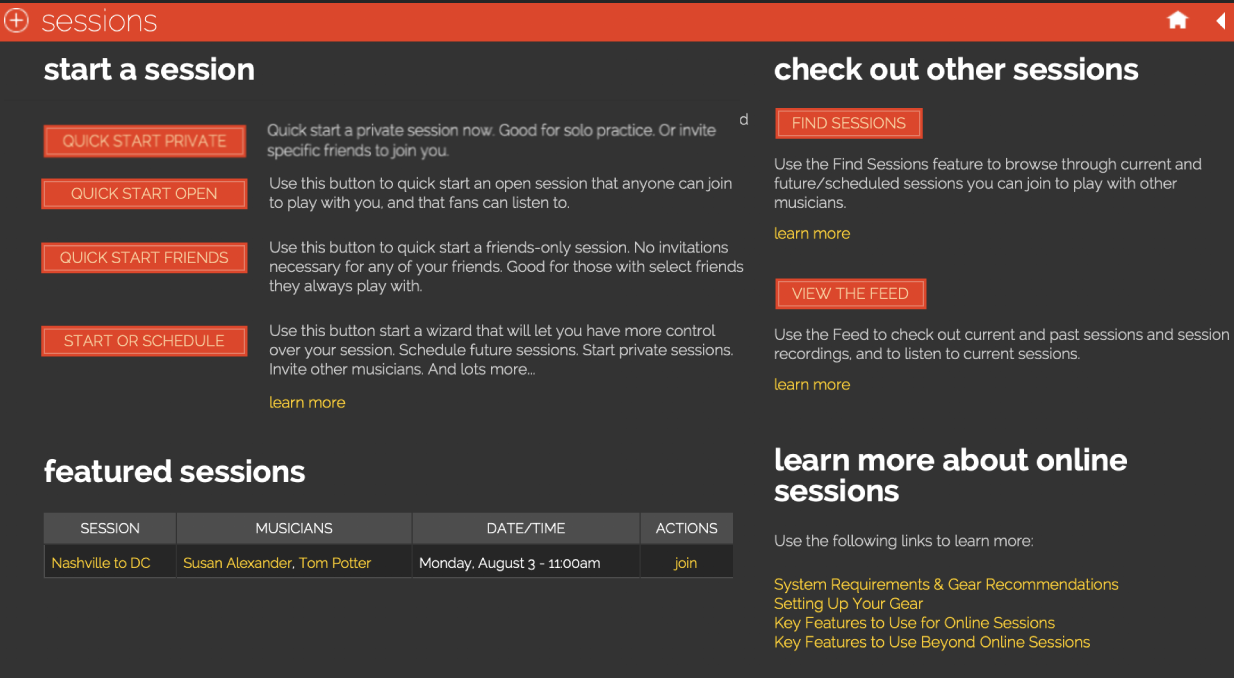 sessions
start a session
QUICK START PRIVATE
Quick start a private session now. Good for solo practice. Or invite
specific friends to join you.
d
QUICK START OPEN
Use this button to quick start an open session that anyone can join
to play with you, and that fans can listen to.
QUICK START FRIENDS
Use this button to quick start a friends-only session. No invitations
necessary for any of your friends. Good for those with select friends
they always play with.
START OR SCHEDULE
Use this button start a wizard that will let you have more control
over your session. Schedule future sessions. Start private sessions.
Invite other musicians. And lots more...
learn more
featured sessions
SESSION MUSICIANS DATE/TIME ACTIONS
Nashville to DC Susan Alexander, Tom Potter Monday, August 3 - 11:00am join
check out other sessions
FIND SESSIONS
Use the Find Sessions feature to browse through current and
future/scheduled sessions you can join to play with other
musicians.
learn more
VIEW THE FEED
Use the Feed to check out current and past sessions and session
recordings, and to listen to current sessions.
learn more
learn more about online
sessions
Use the following links to learn more:
System Requirements & Gear Recommendations
Setting Up Your Gear
Key Features to Use for Online Sessions
Key Features to Use Beyond Online Sessions